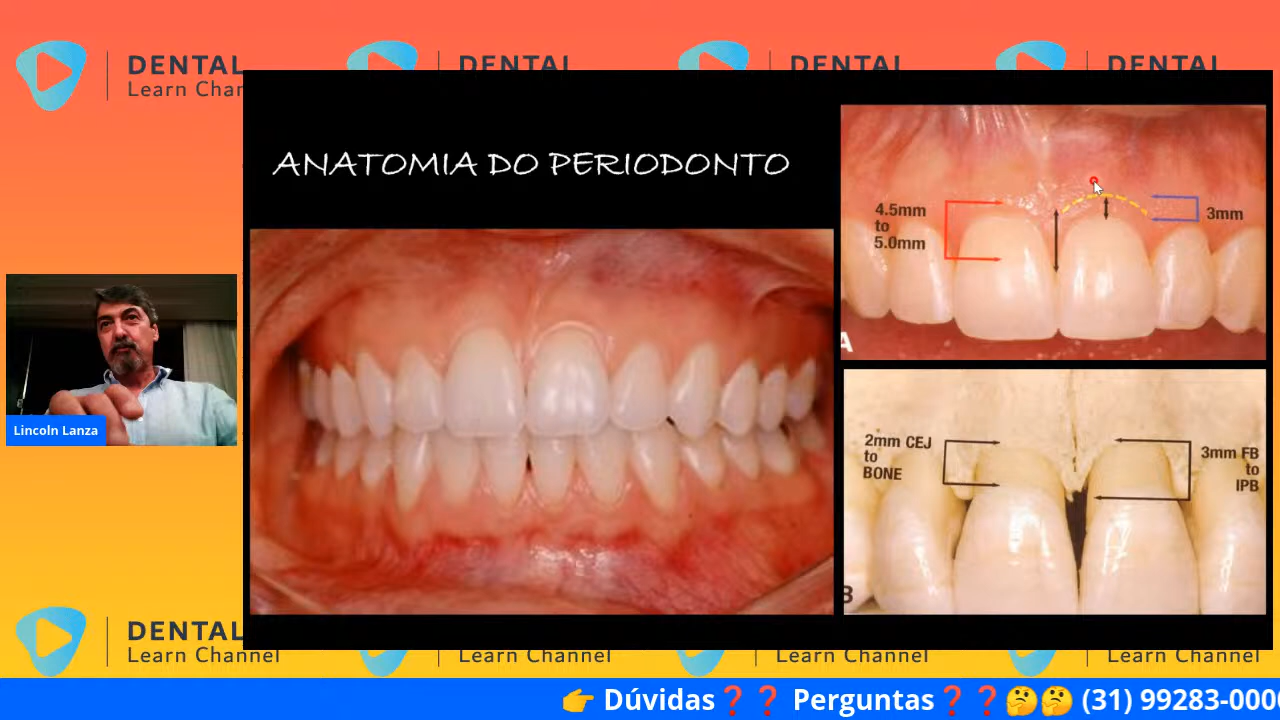 DENTAL
Learn Chan
DENTAL
DENTAL
DENTAL
ANATOMIA DO PERIODONTO
4.5mm
to
5.0mm
3mm
A
2mm CEJ
to
BONE
3mm FB
to
IPB
B
Lincoln Lanza
DENTAL
Learn Channel
Learn Channel
Learn Channel
Learn Channel
👉 Dúvidas❓❓ Perguntas❓❓🤔🤔 (31) 99283-000